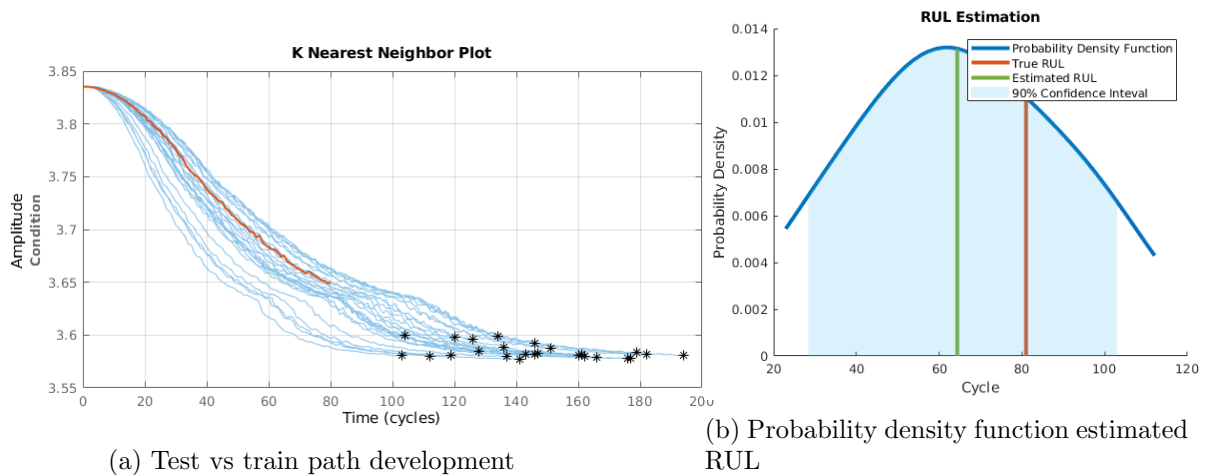 K Nearest Neighbor Plot
3.85
3.8
3.75
3.7
3.65
3.6
3.55
Amplitude
Condition
0
20
40
60
80
100
120
140
160
180
200
Time (cycles)
(a) Test vs train path development
RUL Estimation
0.014
0.012
0.01
0.008
0.006
0.004
0.002
0
Probability Density
Probability Density Function
True RUL
Estimated RUL
90% Confidence Inteval
20
40
60
80
100
120
Cycle
(b) Probability density function estimated
RUL